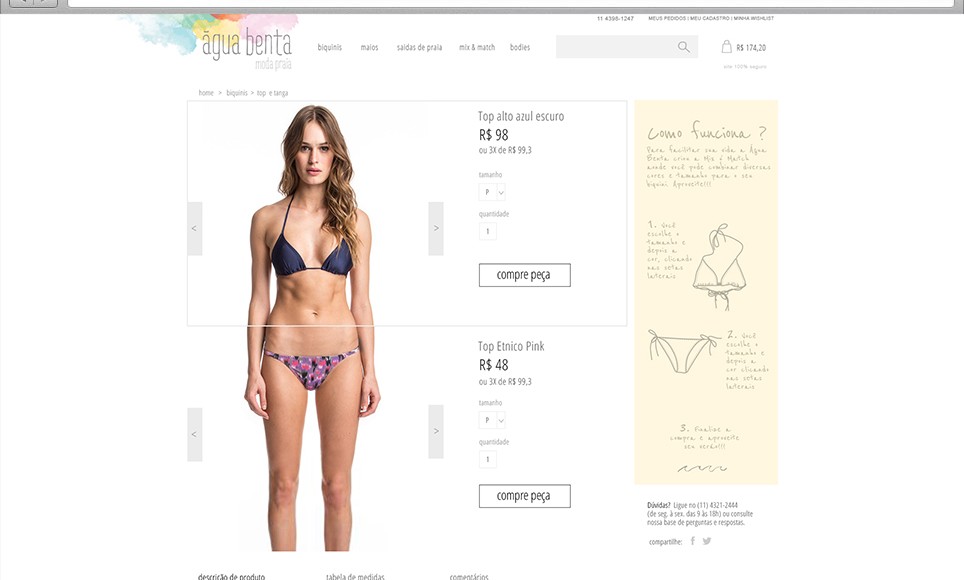 11 4395-1247
MEUS PEDIDOS | MEU CADASTRO | MINHA WISHLIST
água benta
moda praia
biquinis
maios
saídas de praia
mix & match
bodies
R$ 174,20
site 100% seguro
home > biquinis > top e tanga
<
>
Top alto azul escuro
R$ 98
ou 3X de R$ 99,3
tamanho
P
quantidade
1
compre peça
<
>
Top Etnico Pink
R$ 48
ou 3X de R$ 99,3
tamanho
P
quantidade
1
compre peça
como funciona ?
Para facilitar sua vida a Agua
Benta criou a Mix & Match
aonde você pode combinar diversas
cores e tamanho para o seu
biquini. Aproveite!!!
1. Você
escolhe o
tamanho e
depois a
cor, clicando
nas setas
laterais
2. Você
escolhe o
tamanho e
depois a
cor clicando
nas setas
laterais
3. Finalize a
compra e aproveite
seu verão!!!
Dúvidas? Ligue no (11) 4321-2444
(de seg. à sex. das 9 às 18h) ou consulte
nossa base de perguntas e respostas.
compartilhe:
descrição de produto
tabela de medidas
comentários